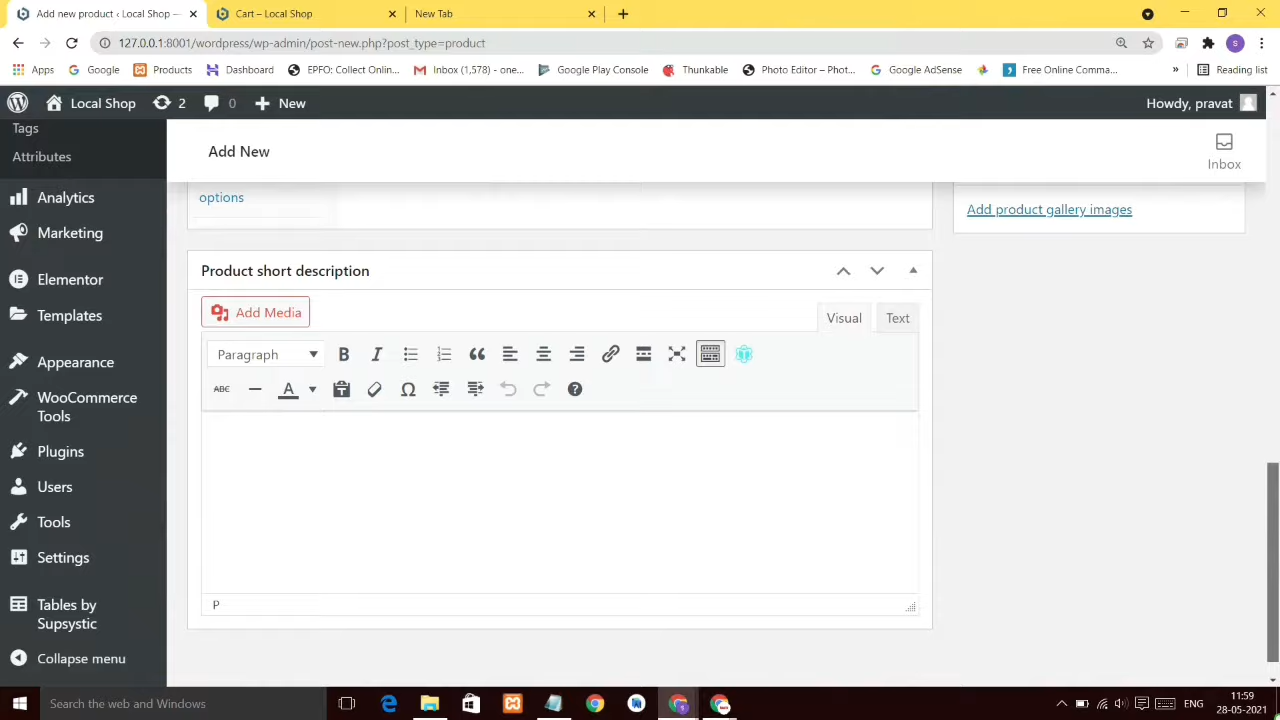 Add new product ‹ Local Shop —
Cart – Local Shop
New Tab
127.0.0.1:8001/wordpress/wp-admin/post-new.php?post_type=product
s
Apps
Google
Products
Dashboard
EPFO: Collect Onlin...
Inbox (1,578) - one...
Google Play Console
Thunkable
Photo Editor – Phot...
Google AdSense
Free Online Comma...
»
Reading list
Local Shop
2
0
New
Howdy, pravat
Tags
Attributes
Analytics
Marketing
Elementor
Templates
Appearance
WooCommerce
Tools
Plugins
Users
Tools
Settings
Tables by
Supsystic
Collapse menu
Add New
Inbox
options
Add product gallery images
Product short description
Add Media
Visual
Text
Paragraph
B
I
ABC
A
Ω
P
Search the web and Windows
ENG
11:59
28-05-2021